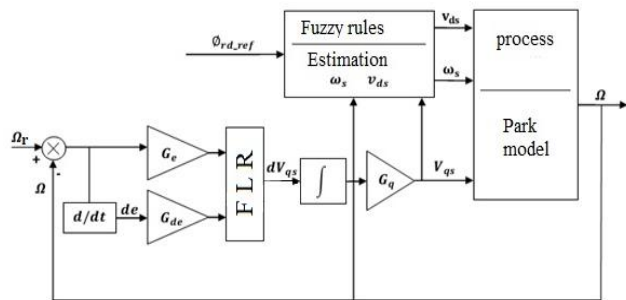 Fuzzy rules
Estimation
ω_s v_ds
∅_rd_ref
v_ds
ω_s
process
Park
model
Ω
Ω_r
+
-
Ω
G_e
d/dt
de
G_de
F L R
dV_qs
∫
G_q
V_qs